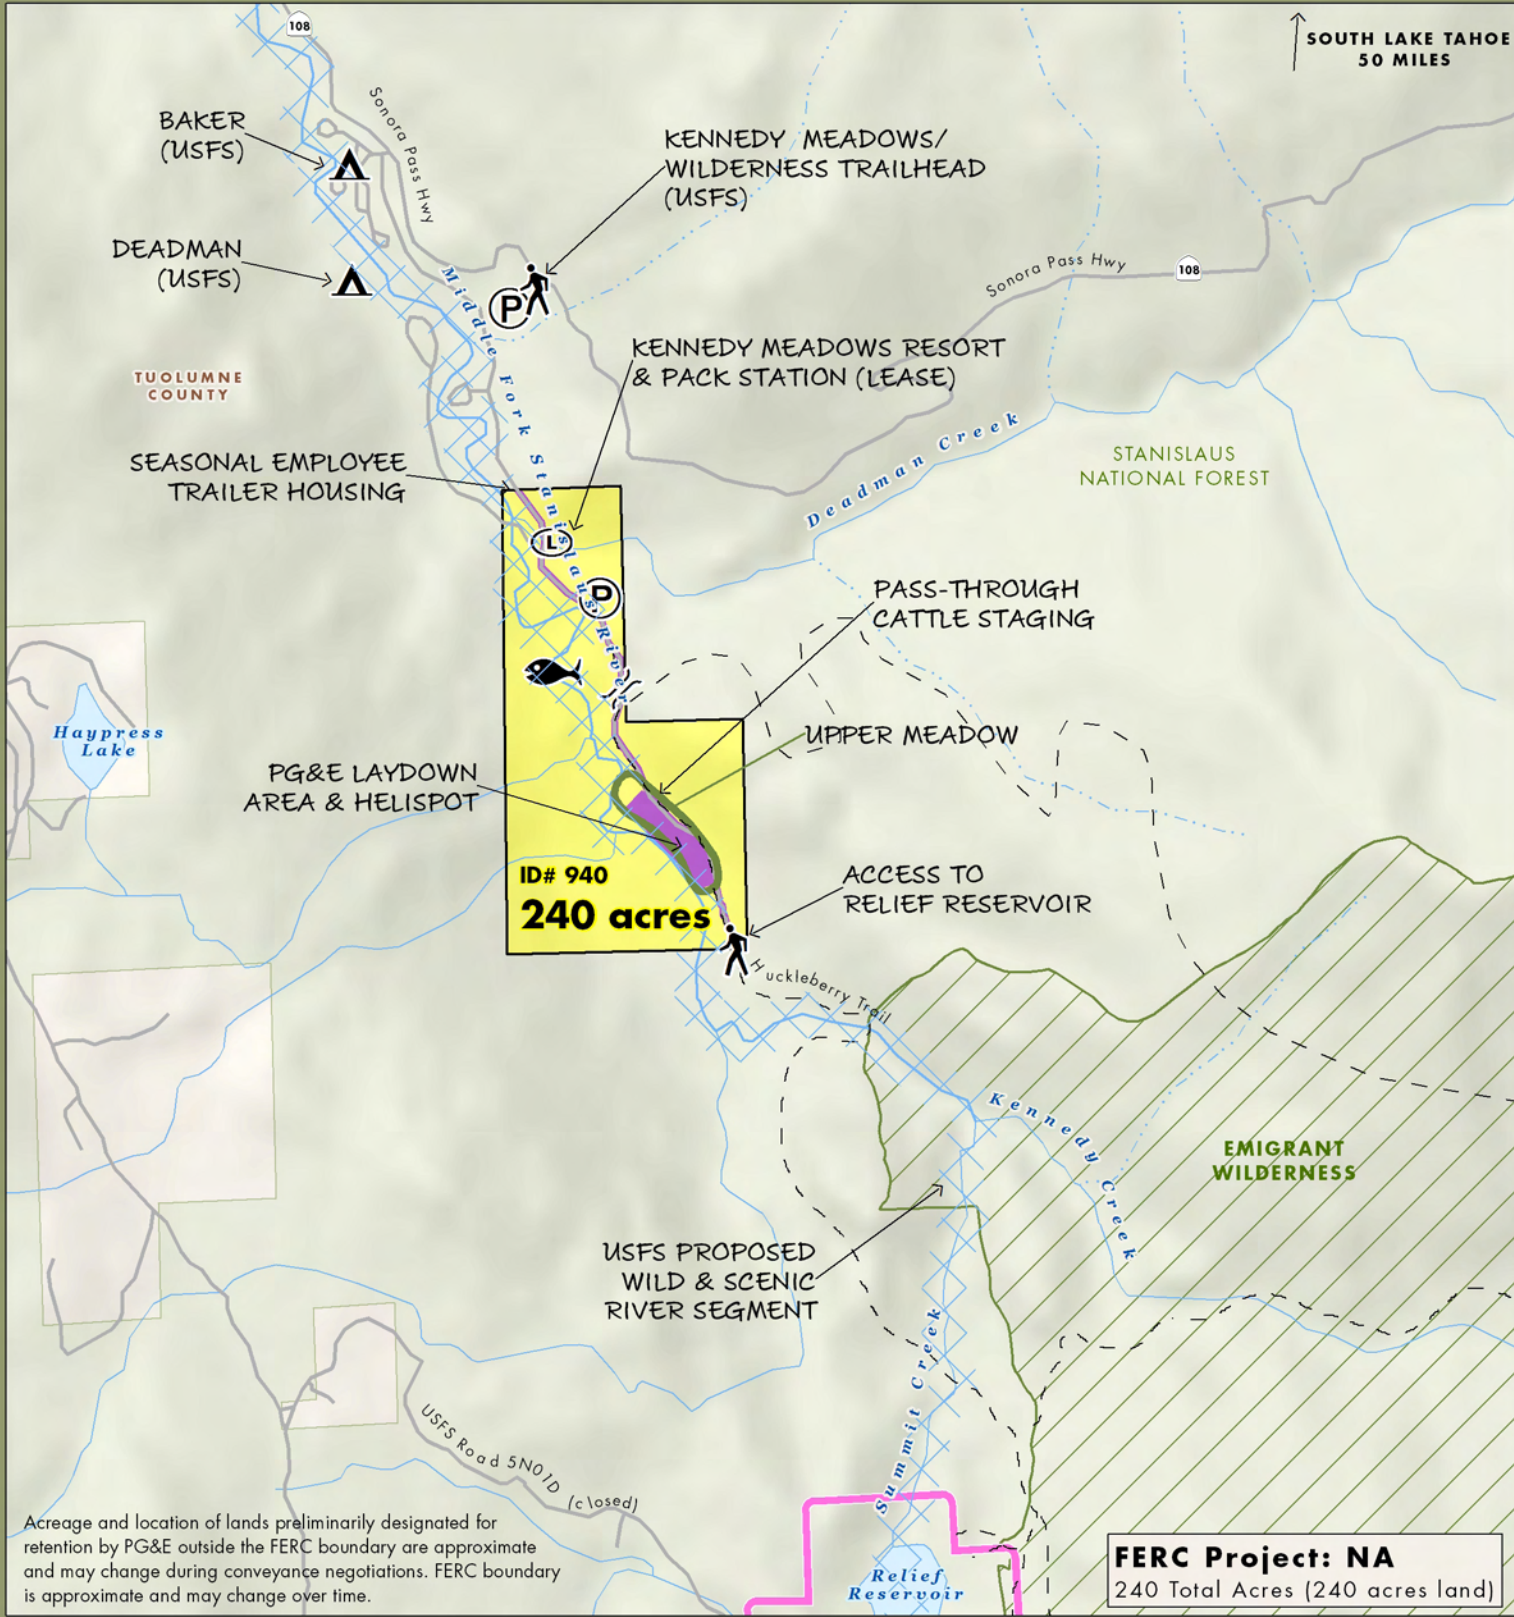 108
SOUTH LAKE TAHOE
50 MILES
Sonora Pass Hwy
BAKER
(USFS)
KENNEDY MEADOWS/
WILDERNESS TRAILHEAD
(USFS)
DEADMAN
(USFS)
Sonora Pass Hwy
108
P
Middle Fork Stanislaus River
KENNEDY MEADOWS RESORT
& PACK STATION (LEASE)
TUOLUMNE
COUNTY
Deadman Creek
STANISLAUS
NATIONAL FOREST
SEASONAL EMPLOYEE
TRAILER HOUSING
L
D
PASS-THROUGH
CATTLE STAGING
Haypress
Lake
UPPER MEADOW
PG&E LAYDOWN
AREA & HELISPOT
ID# 940
240 acres
ACCESS TO
RELIEF RESERVOIR
Huckleberry Trail
Kennedy Creek
EMIGRANT
WILDERNESS
USFS PROPOSED
WILD & SCENIC
RIVER SEGMENT
Summit Creek
USFS Road 5N01D (closed)
Acreage and location of lands preliminarily designated for
retention by PG&E outside the FERC boundary are approximate
and may change during conveyance negotiations. FERC boundary
is approximate and may change over time.
Relief
Reservoir
FERC Project: NA
240 Total Acres (240 acres land)